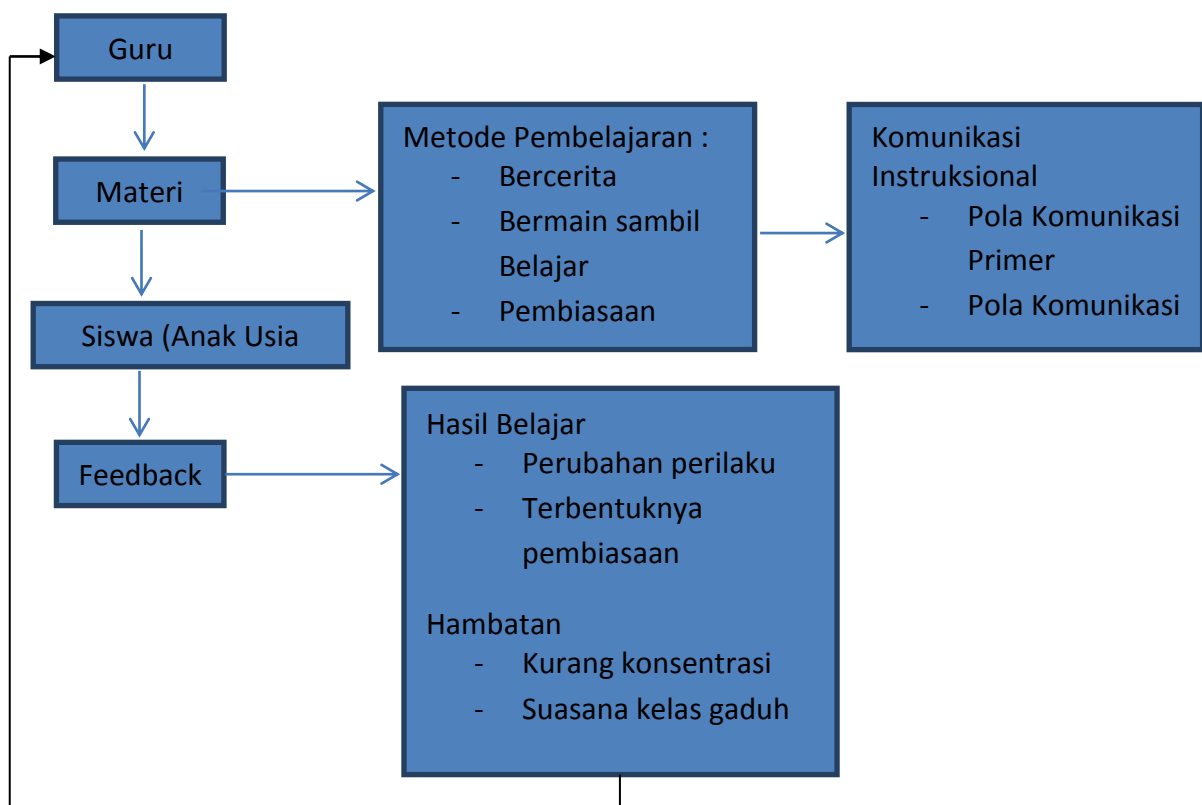 Guru
Materi
Metode Pembelajaran :
- Bercerita
- Bermain sambil
Belajar
- Pembiasaan
Komunikasi
Instruksional
- Pola Komunikasi
Primer
- Pola Komunikasi
Siswa (Anak Usia
Feedback
Hasil Belajar
- Perubahan perilaku
- Terbentuknya
pembiasaan
Hambatan
- Kurang konsentrasi
- Suasana kelas gaduh